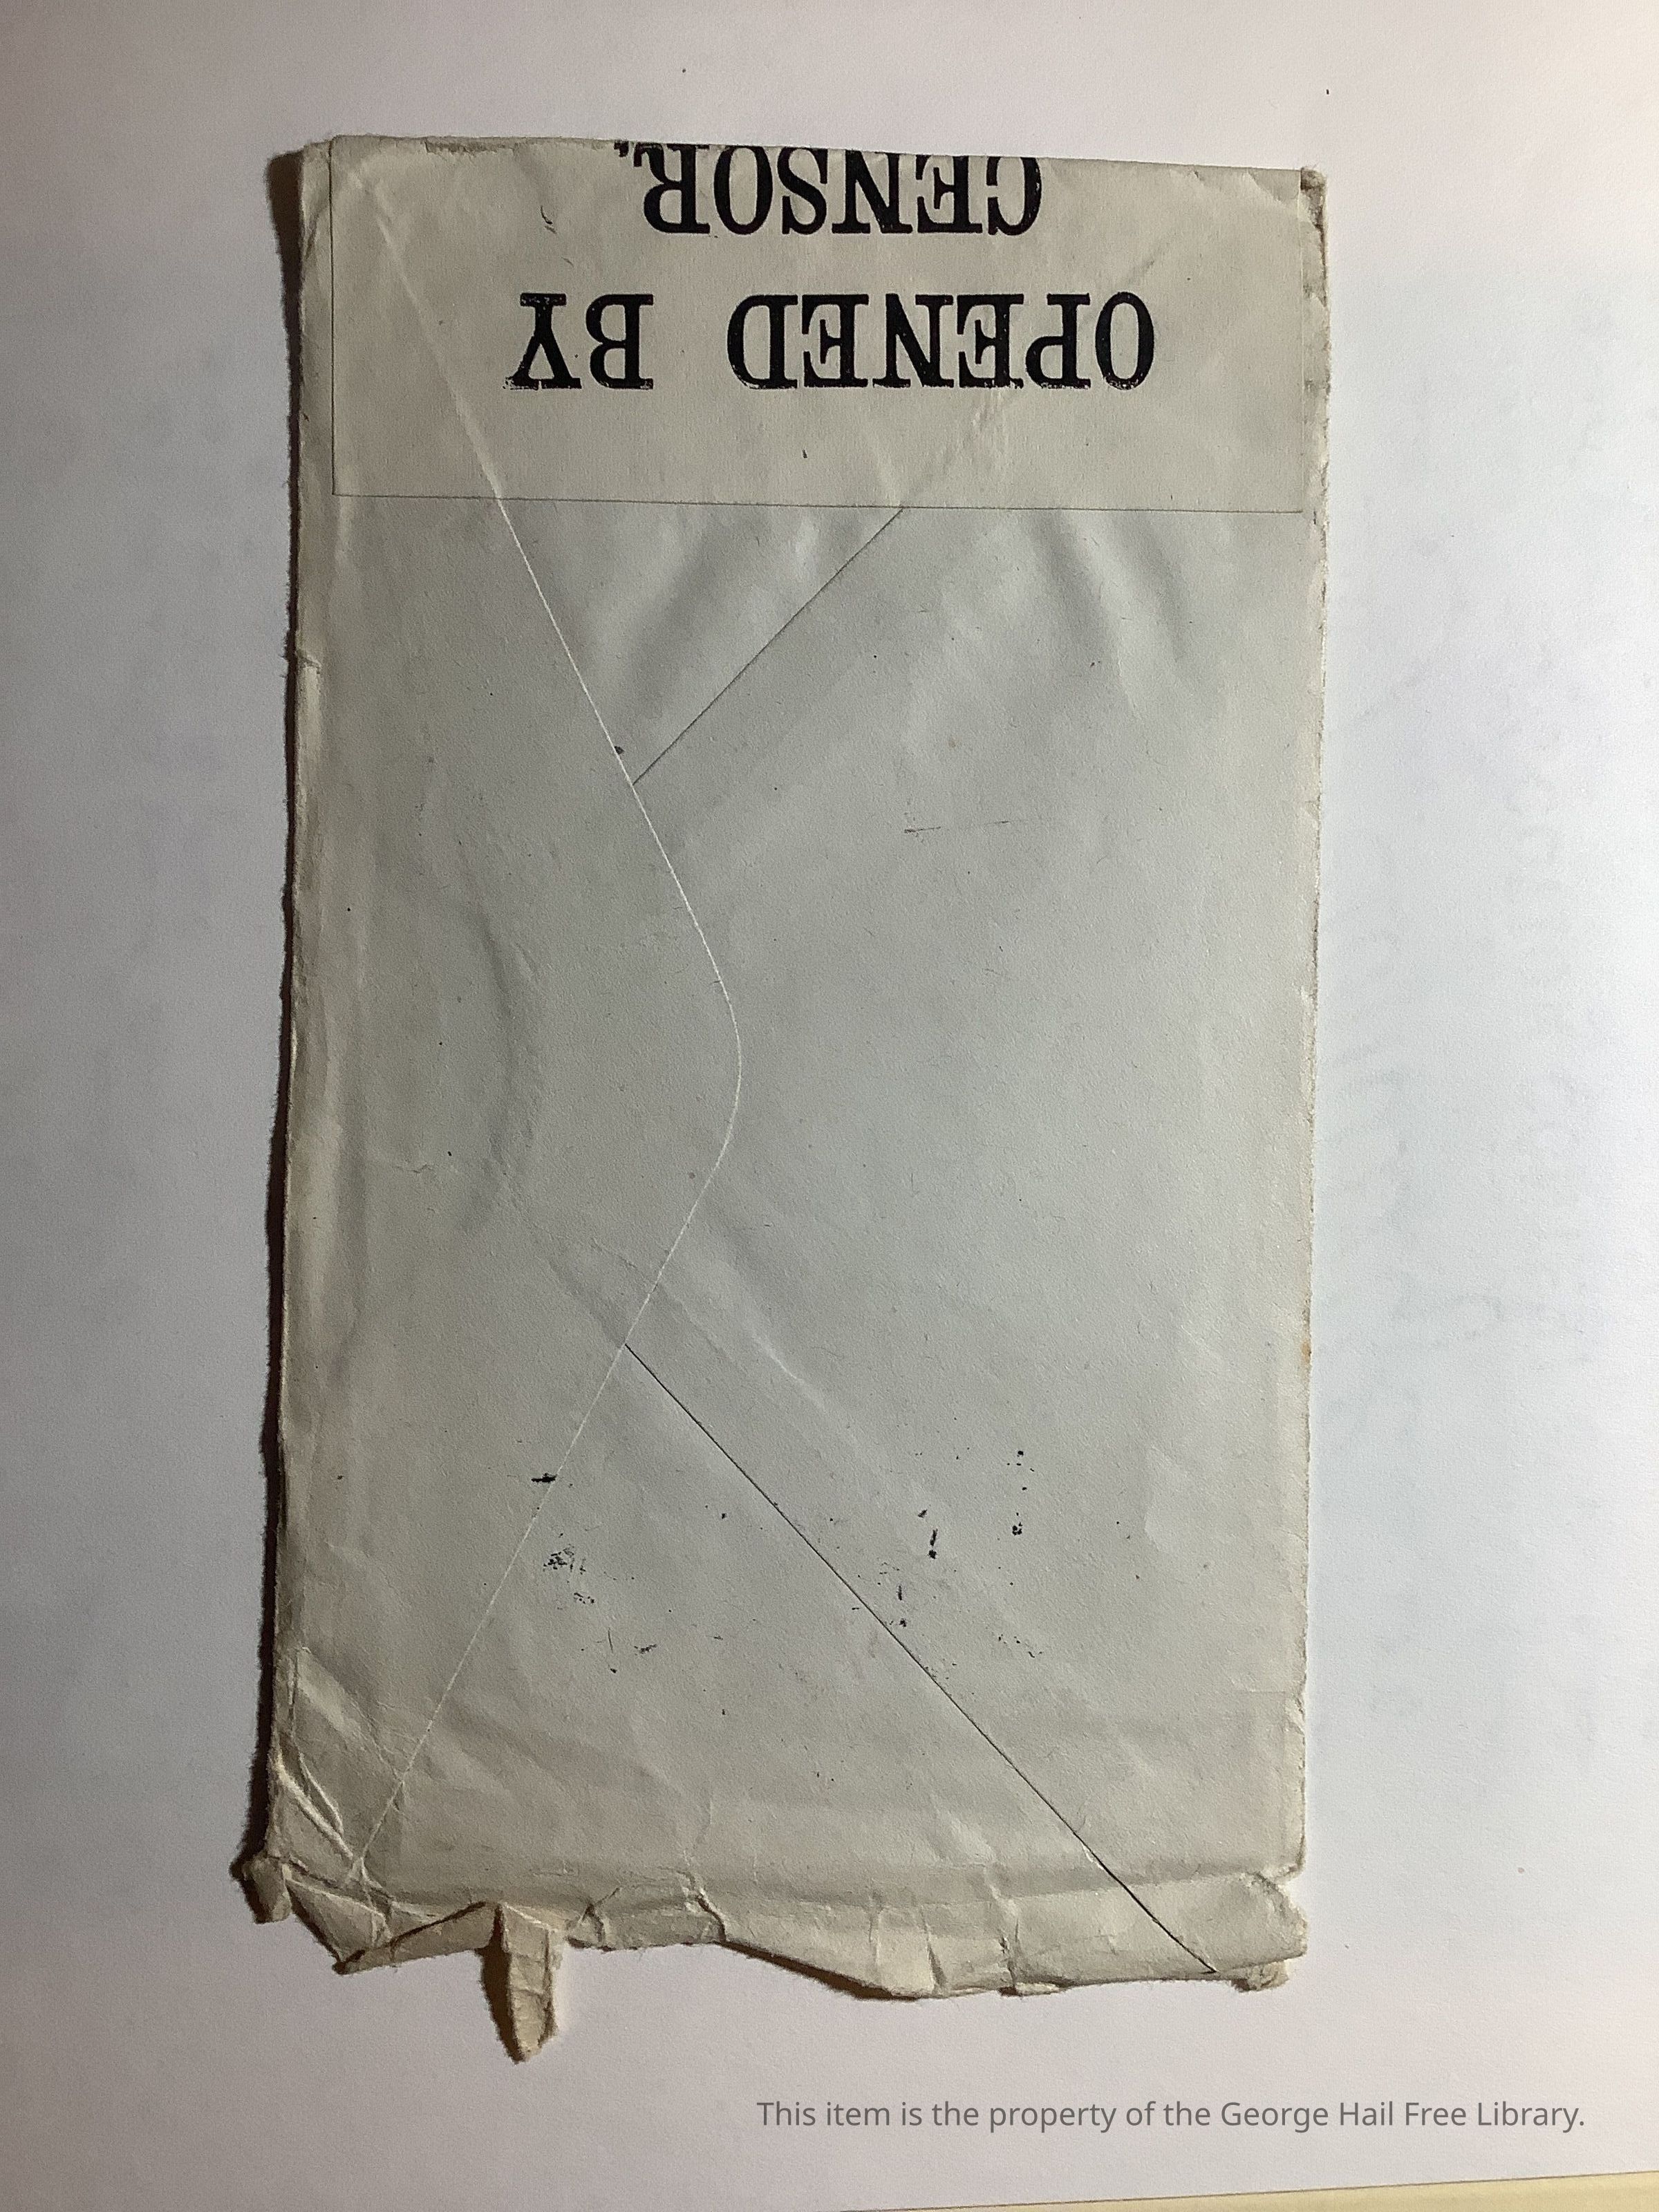 OPENED BY
CENSOR.
This item is the property of the George Hail Free Library.